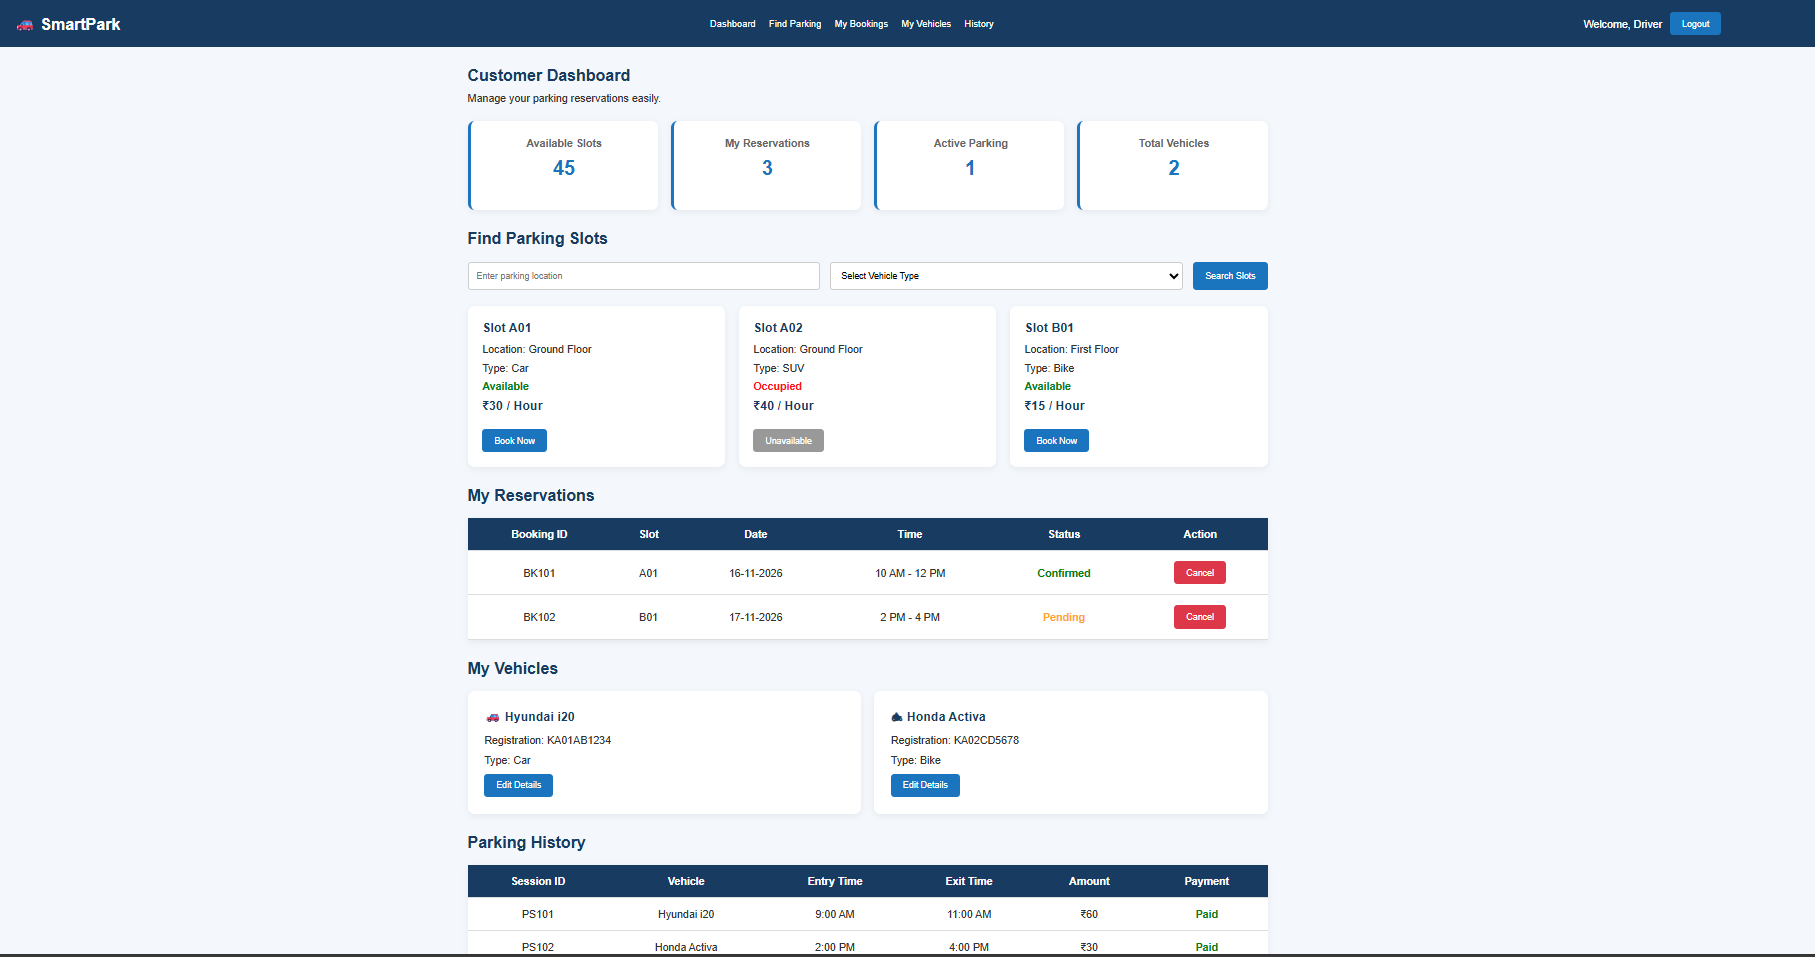 SmartPark
Dashboard Find Parking My Bookings My Vehicles History
Welcome, Driver Logout
Customer Dashboard
Manage your parking reservations easily.
Available Slots My Reservations Active Parking Total Vehicles
45 3 1 2
Find Parking Slots
Enter parking location Select Vehicle Type Search Slots
Slot A01
Location: Ground Floor
Type: Car
Available
₹30 / Hour
Book Now
Slot A02
Location: Ground Floor
Type: SUV
Occupied
₹40 / Hour
Unavailable
Slot B01
Location: First Floor
Type: Bike
Available
₹15 / Hour
Book Now
My Reservations
Booking ID Slot Date Time Status Action
BK101 A01 16-11-2026 10 AM - 12 PM Confirmed Cancel
BK102 B01 17-11-2026 2 PM - 4 PM Pending Cancel
My Vehicles
Hyundai i20
Registration: KA01AB1234
Type: Car
Edit Details
Honda Activa
Registration: KA02CD5678
Type: Bike
Edit Details
Parking History
Session ID Vehicle Entry Time Exit Time Amount Payment
PS101 Hyundai i20 9:00 AM 11:00 AM ₹60 Paid
PS102 Honda Activa 2:00 PM 4:00 PM ₹30 Paid